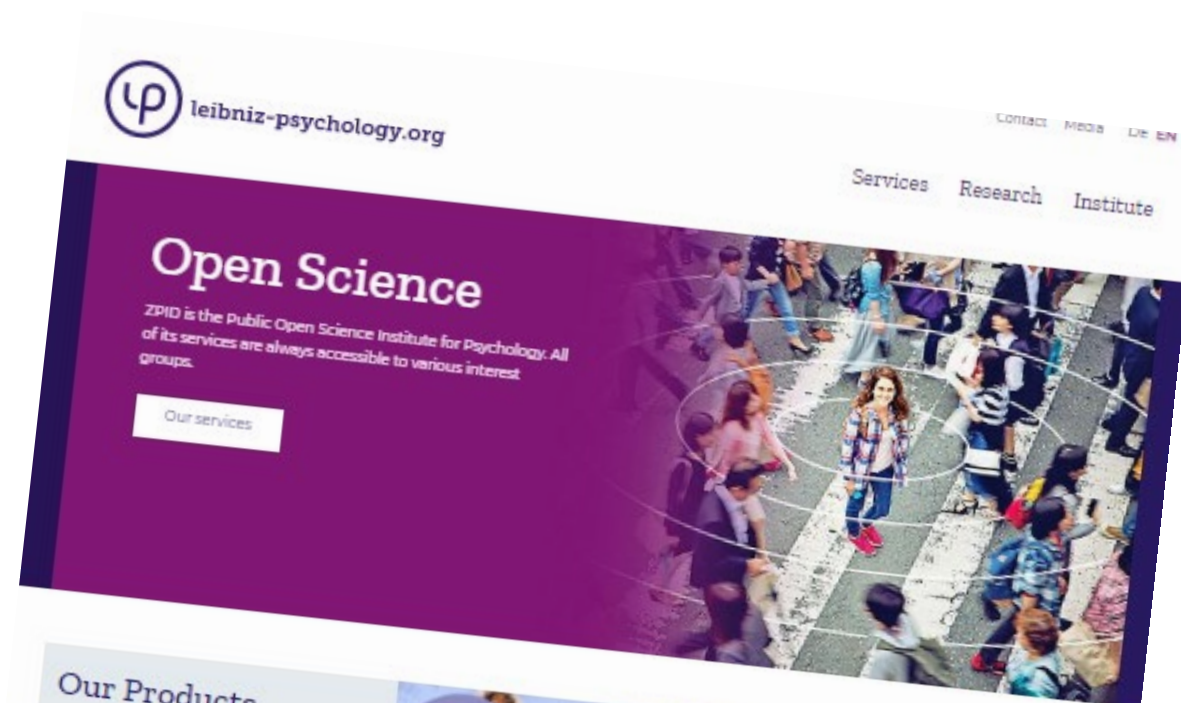 leibniz-psychology.org
Contact Media DE EN
Services Research Institute
Open Science
ZPID is the Public Open Science Institute for Psychology. All
of its services are always accessible to various interest
groups.
Our services
Our Products